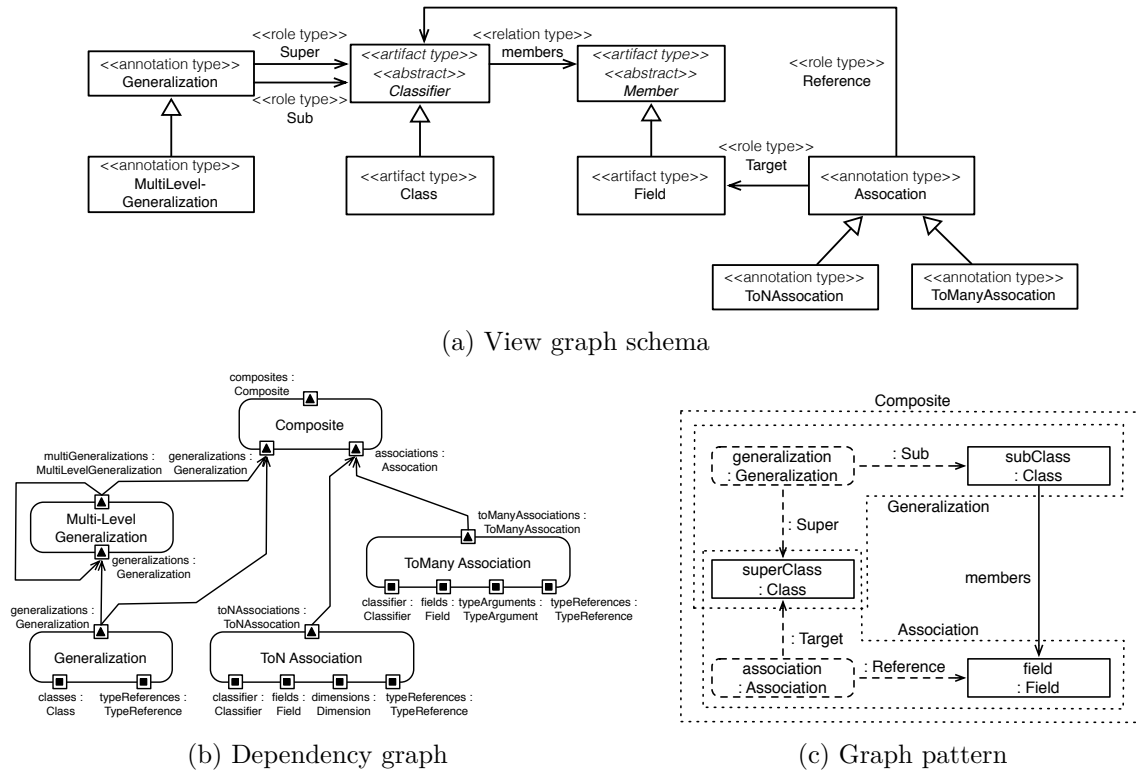 <<role type>>
Super
<<relation type>>
members
<<annotation type>>
Generalization
<<artifact type>>
<<abstract>>
Classifier
<<artifact type>>
<<abstract>>
Member
<<role type>>
Reference
<<role type>>
Sub
<<role type>>
Target
<<annotation type>>
MultiLevel-
Generalization
<<artifact type>>
Class
<<artifact type>>
Field
<<annotation type>>
Assocation
<<annotation type>>
ToNAssocation
<<annotation type>>
ToManyAssocation
(a) View graph schema
composites :
Composite
Composite
multiGeneralizations :
MultiLevelGeneralization
generalizations :
Generalization
associations :
Assocation
Multi-Level
Generalization
generalizations :
Generalization
toManyAssociations :
ToManyAssocation
ToMany Association
classifier :
Classifier
fields :
Field
typeArguments :
TypeArgument
typeReferences :
TypeReference
generalizations :
Generalization
toNAssociations :
ToNAssocation
Generalization
ToN Association
classes :
Class
typeReferences :
TypeReference
classifier :
Classifier
fields :
Field
dimensions :
Dimension
typeReferences :
TypeReference
(b) Dependency graph
Composite
generalization
: Generalization
: Sub
subClass
: Class
Generalization
: Super
superClass
: Class
members
: Target
Association
association
: Association
: Reference
field
: Field
(c) Graph pattern